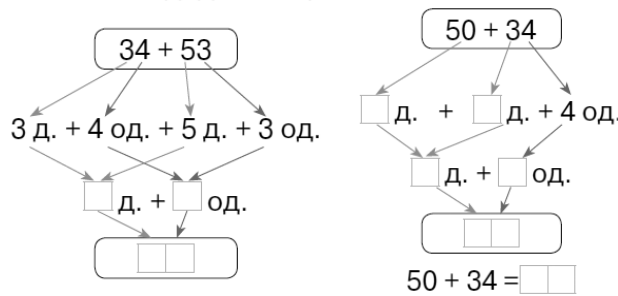 34 + 53
3 д. + 4 од. + 5 д. + 3 од.
д. + од.
50 + 34
д. + д. + 4 од.
д. + од.
50 + 34 =